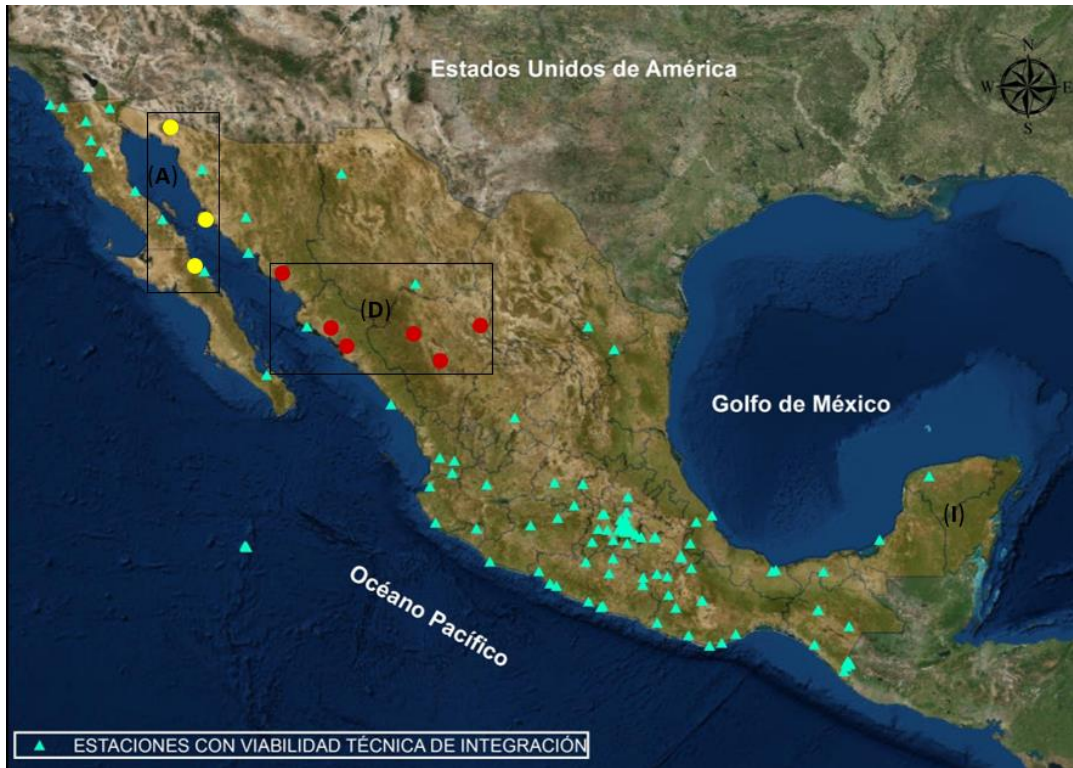 Estados Unidos de América
N
W
E
S
(A)
(D)
Golfo de México
(I)
Océano Pacífico
ESTACIONES CON VIABILIDAD TÉCNICA DE INTEGRACIÓN